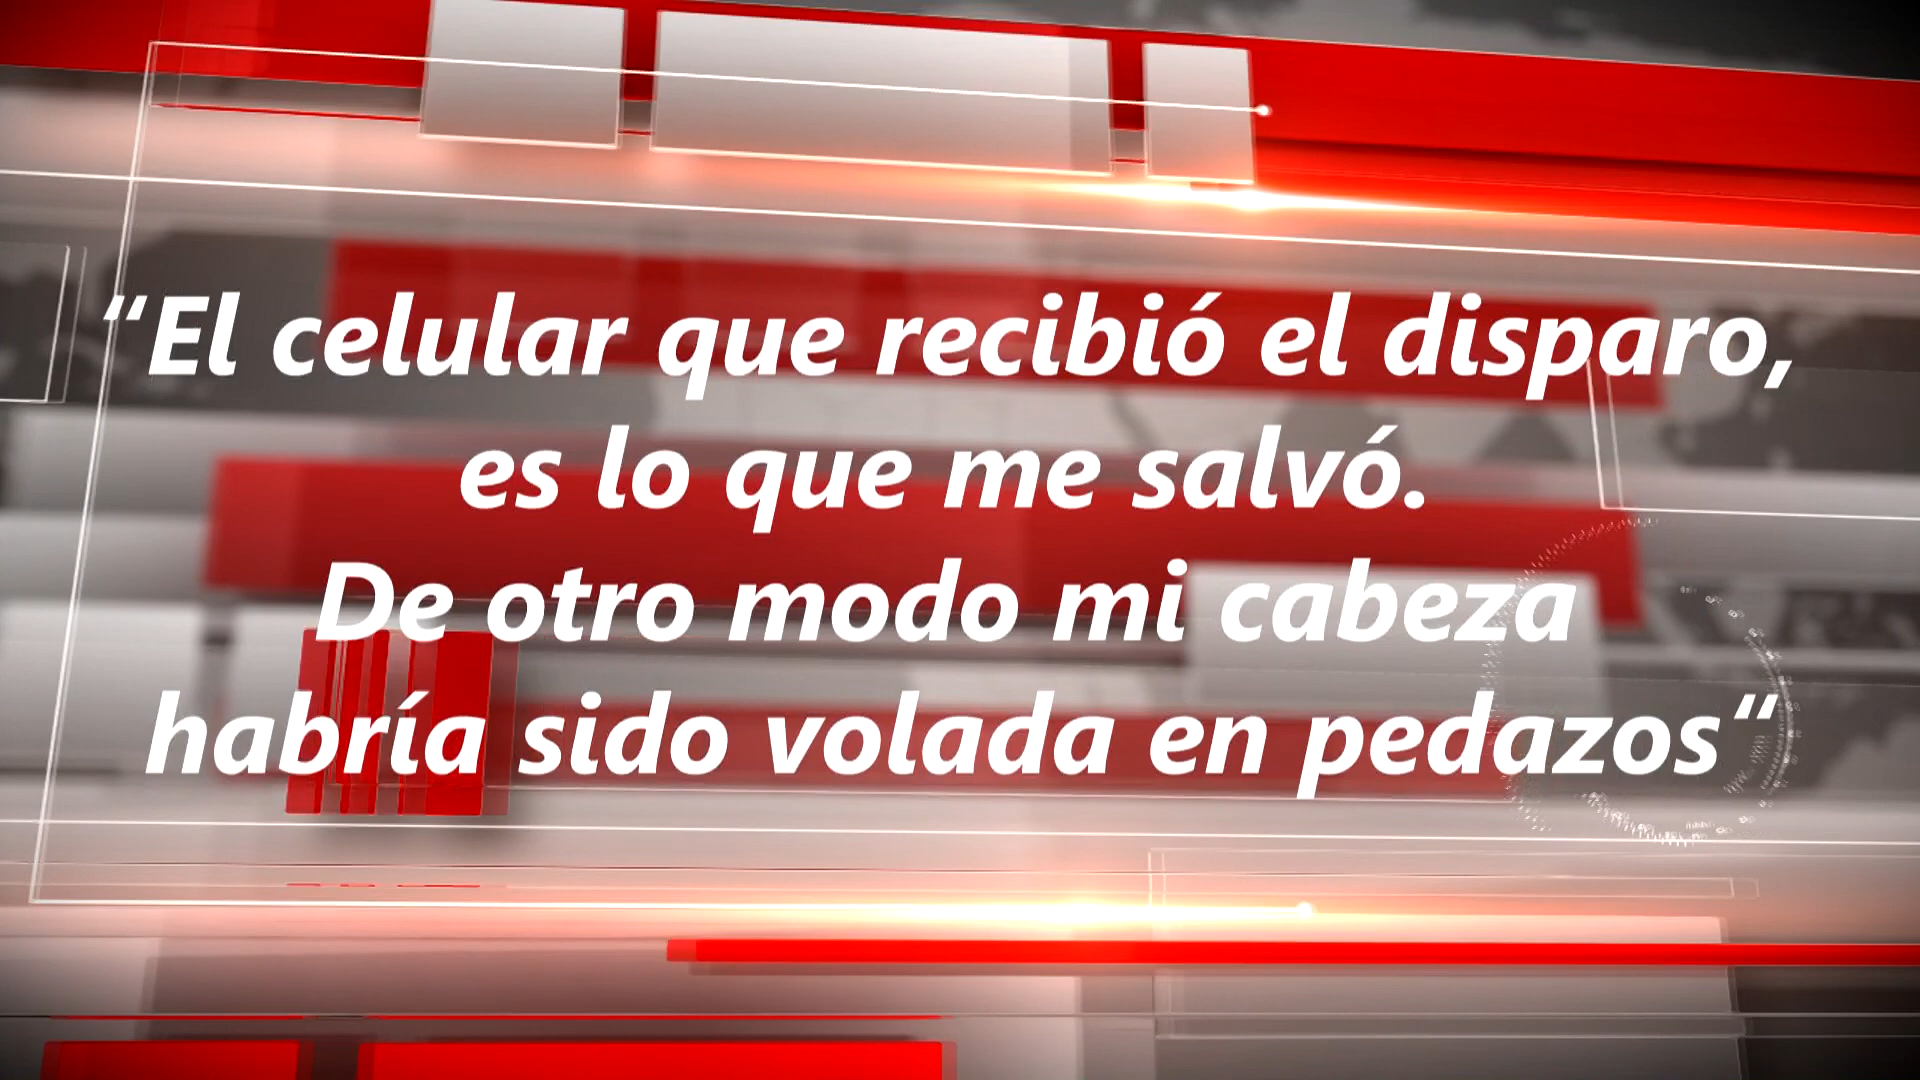 “El celular que recibió el disparo,
es lo que me salvó.
De otro modo mi cabeza
habría sido volada en pedazos“